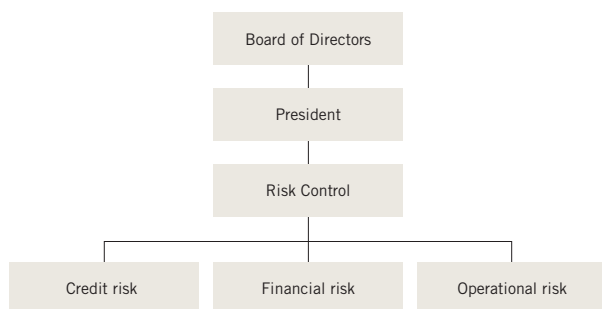 Board of Directors
President
Risk Control
Credit risk
Financial risk
Operational risk